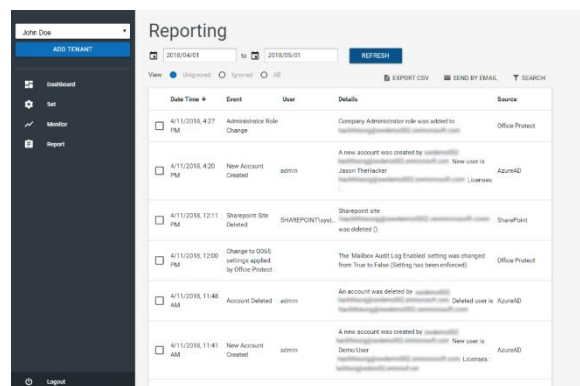 John Doe
ADD TENANT
Dashboard
Set
Monitor
Report
Logout
Reporting
2018/04/01 to 2018/05/01 REFRESH
View Unignored Ignored All
EXPORT CSV SEND BY EMAIL SEARCH
Date Time Event User Details Source
4/11/2018, 4:27 PM
Administrator Role Change
Company Administrator role was added to
Office Protect
4/11/2018, 4:20 PM
New Account Created
admin
A new account was created by
New user is
Jason TheHacker
Licenses
AzureAD
4/11/2018, 12:11 PM
Sharepoint Site Deleted
SHAREPOINT\syst...
Sharepoint site
was deleted ()
SharePoint
4/11/2018, 12:00 PM
Change to O365
settings applied
by Office Protect
The 'Mailbox Audit Log Enabled' setting was changed
from True to False (Setting has been enforced)
Office Protect
4/11/2018, 11:48 AM
Account Deleted
admin
An account was deleted by
Deleted user is
AzureAD
4/11/2018, 11:41 AM
New Account Created
admin
A new account was created by
New user is
Demo User
Licenses :
AzureAD